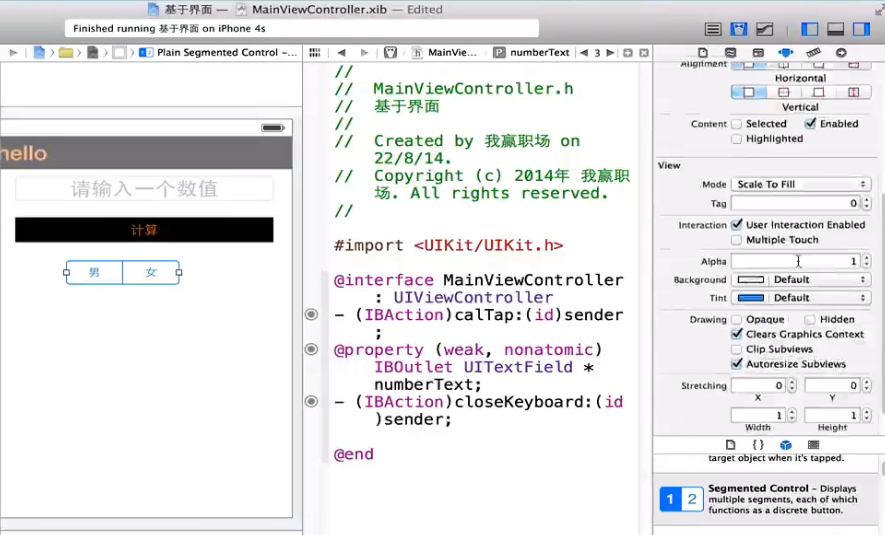 基于界面 — MainViewController.xib — Edited
Finished running 基于界面 on iPhone 4s
Plain Segmented Control –...
MainVie...
numberText
3
hello
请输入一个数值
计算
男
女
//
// MainViewController.h
// 基于界面
//
// Created by 我赢职场 on
22/8/14.
// Copyright (c) 2014年 我赢职
场. All rights reserved.
//
#import <UIKit/UIKit.h>
@interface MainViewController
: UIViewController
- (IBAction)calTap:(id)sender
;
@property (weak, nonatomic)
IBOutlet UITextField *
numberText;
- (IBAction)closeKeyboard:(id
)sender;
@end
Alignment
Horizontal
Vertical
Content Selected Enabled
Highlighted
View
Mode Scale To Fill
Tag 0
Interaction User Interaction Enabled
Multiple Touch
Alpha 1
Background Default
Tint Default
Drawing Opaque Hidden
Clears Graphics Context
Clip Subviews
Autoresize Subviews
Stretching 0 0
X Y
1 1
Width Height
{ }
target object when it's tapped.
1 2
Segmented Control – Displays
multiple segments, each of which
functions as a discrete button.